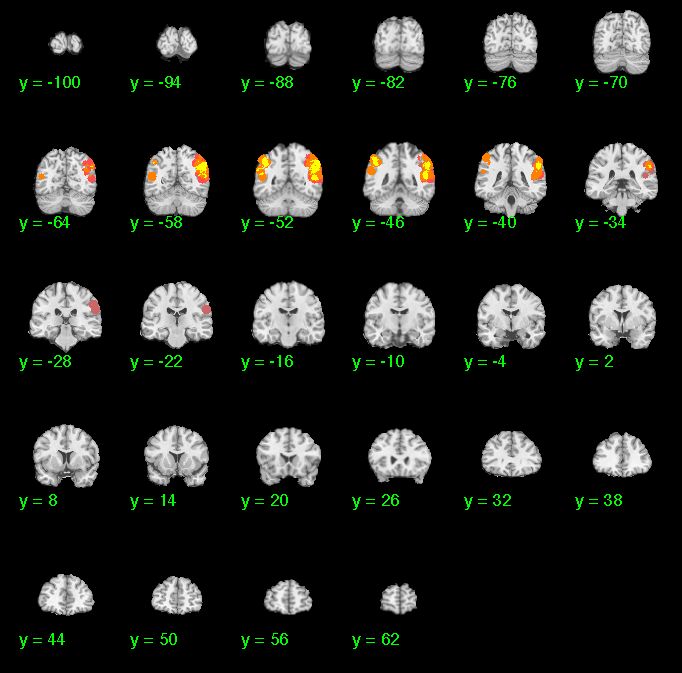 y = -100 y = -94 y = -88 y = -82 y = -76 y = -70
y = -64 y = -58 y = -52 y = -46 y = -40 y = -34
y = -28 y = -22 y = -16 y = -10 y = -4 y = 2
y = 8 y = 14 y = 20 y = 26 y = 32 y = 38
y = 44 y = 50 y = 56 y = 62